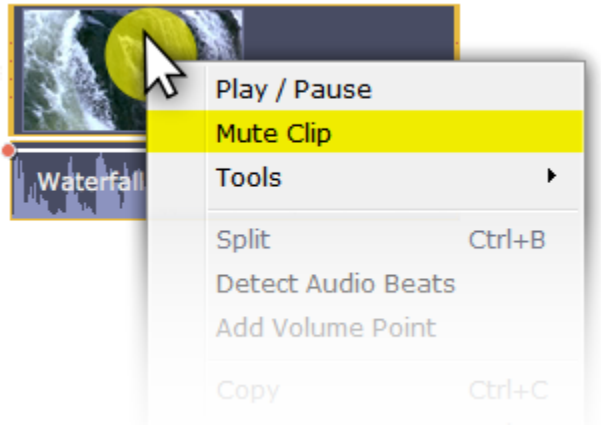 Play / Pause
Mute Clip
Waterfall
Tools
Split Ctrl+B
Detect Audio Beats
Add Volume Point
Copy Ctrl+C